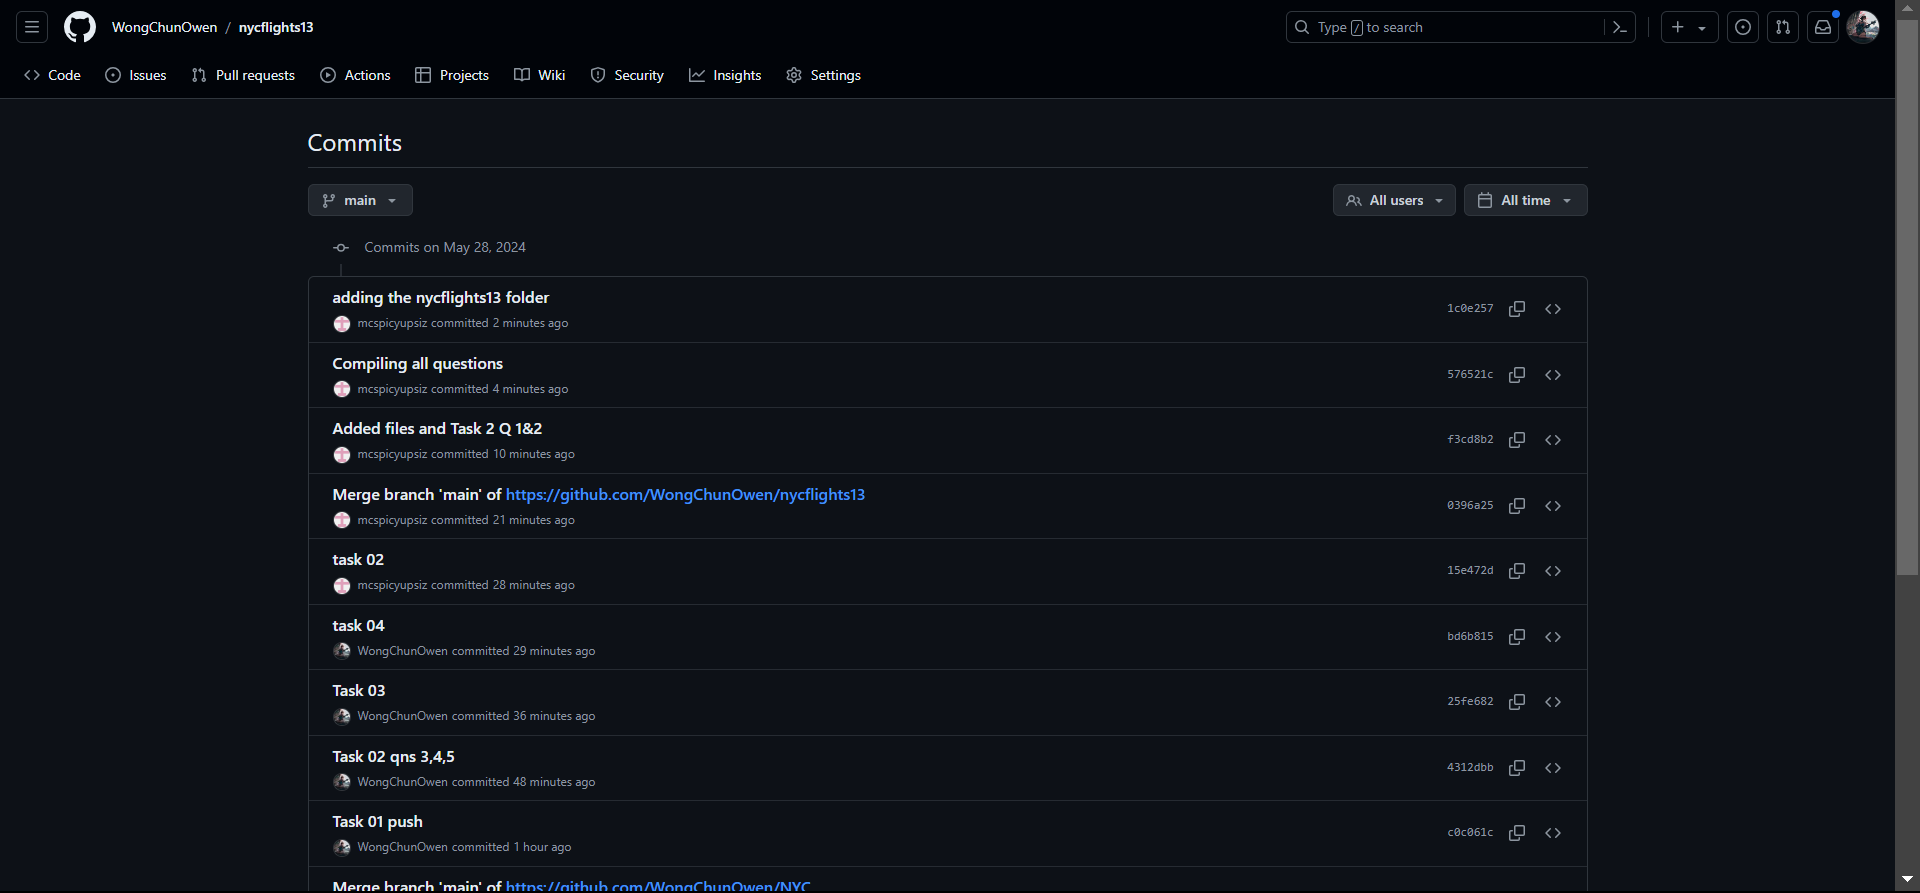 WongChunOwen / nycflights13
Type / to search
Code Issues Pull requests Actions Projects Wiki Security Insights Settings
Commits
main All users All time
Commits on May 28, 2024
adding the nycflights13 folder
mcspicyupsiz committed 2 minutes ago
1c0e257
Compiling all questions
mcspicyupsiz committed 4 minutes ago
576521c
Added files and Task 2 Q 1&2
mcspicyupsiz committed 10 minutes ago
f3cd8b2
Merge branch 'main' of https://github.com/WongChunOwen/nycflights13
mcspicyupsiz committed 21 minutes ago
0396a25
task 02
mcspicyupsiz committed 28 minutes ago
15e472d
task 04
WongChunOwen committed 29 minutes ago
bd6b815
Task 03
WongChunOwen committed 36 minutes ago
25fe682
Task 02 qns 3,4,5
WongChunOwen committed 48 minutes ago
4312dbb
Task 01 push
WongChunOwen committed 1 hour ago
c0c061c
Merge branch 'main' of https://github.com/WongChunOwen/NYC